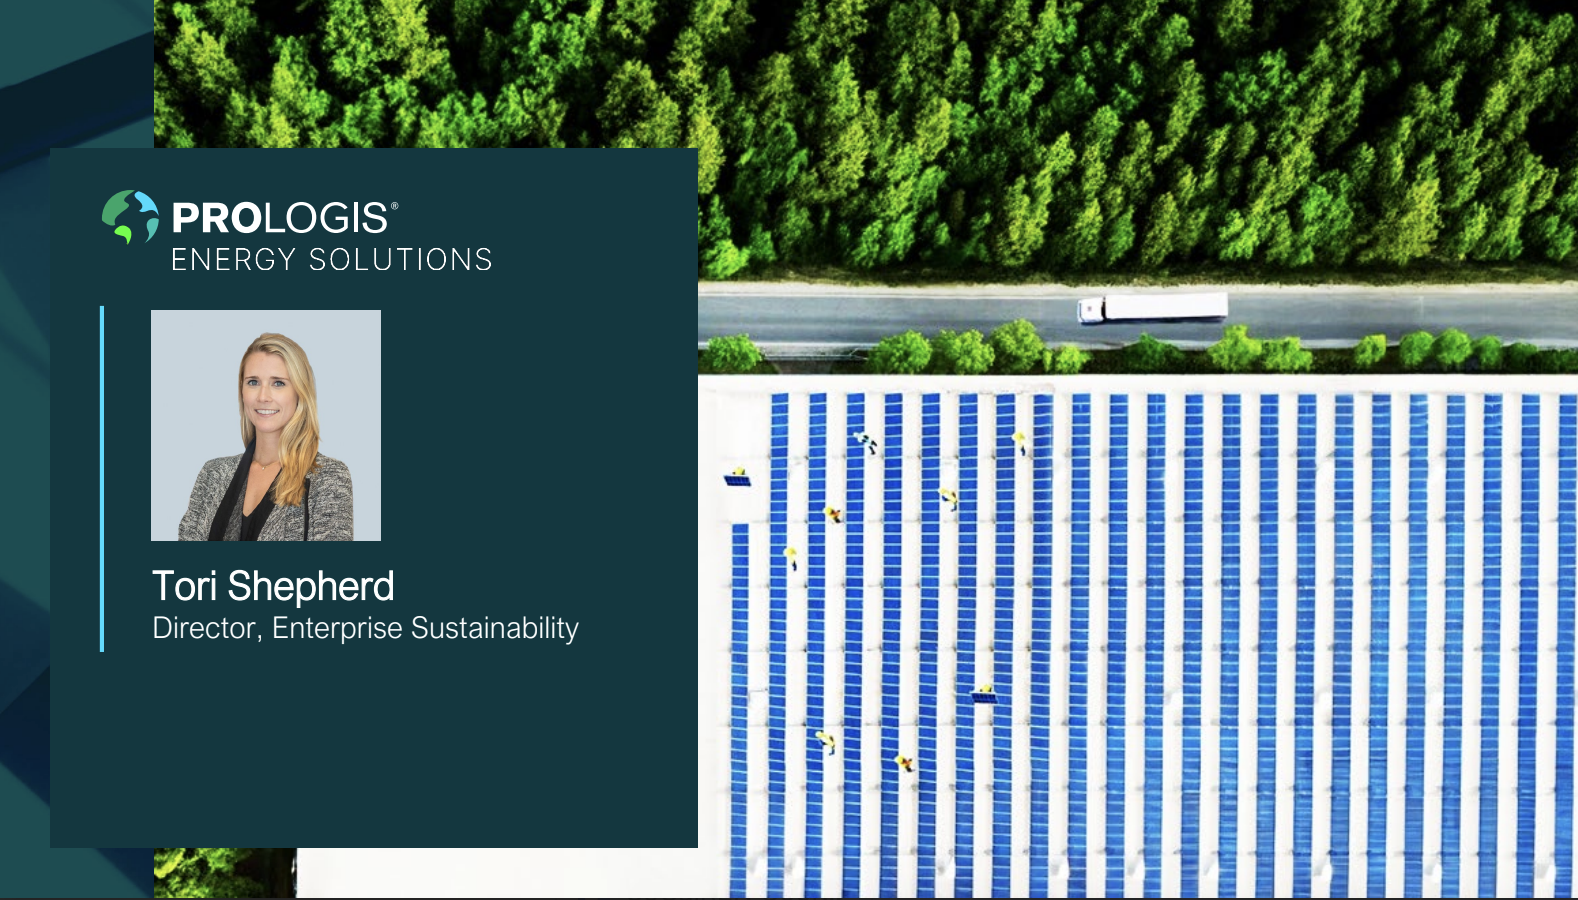 PROLOGIS®
ENERGY SOLUTIONS
Tori Shepherd
Director, Enterprise Sustainability